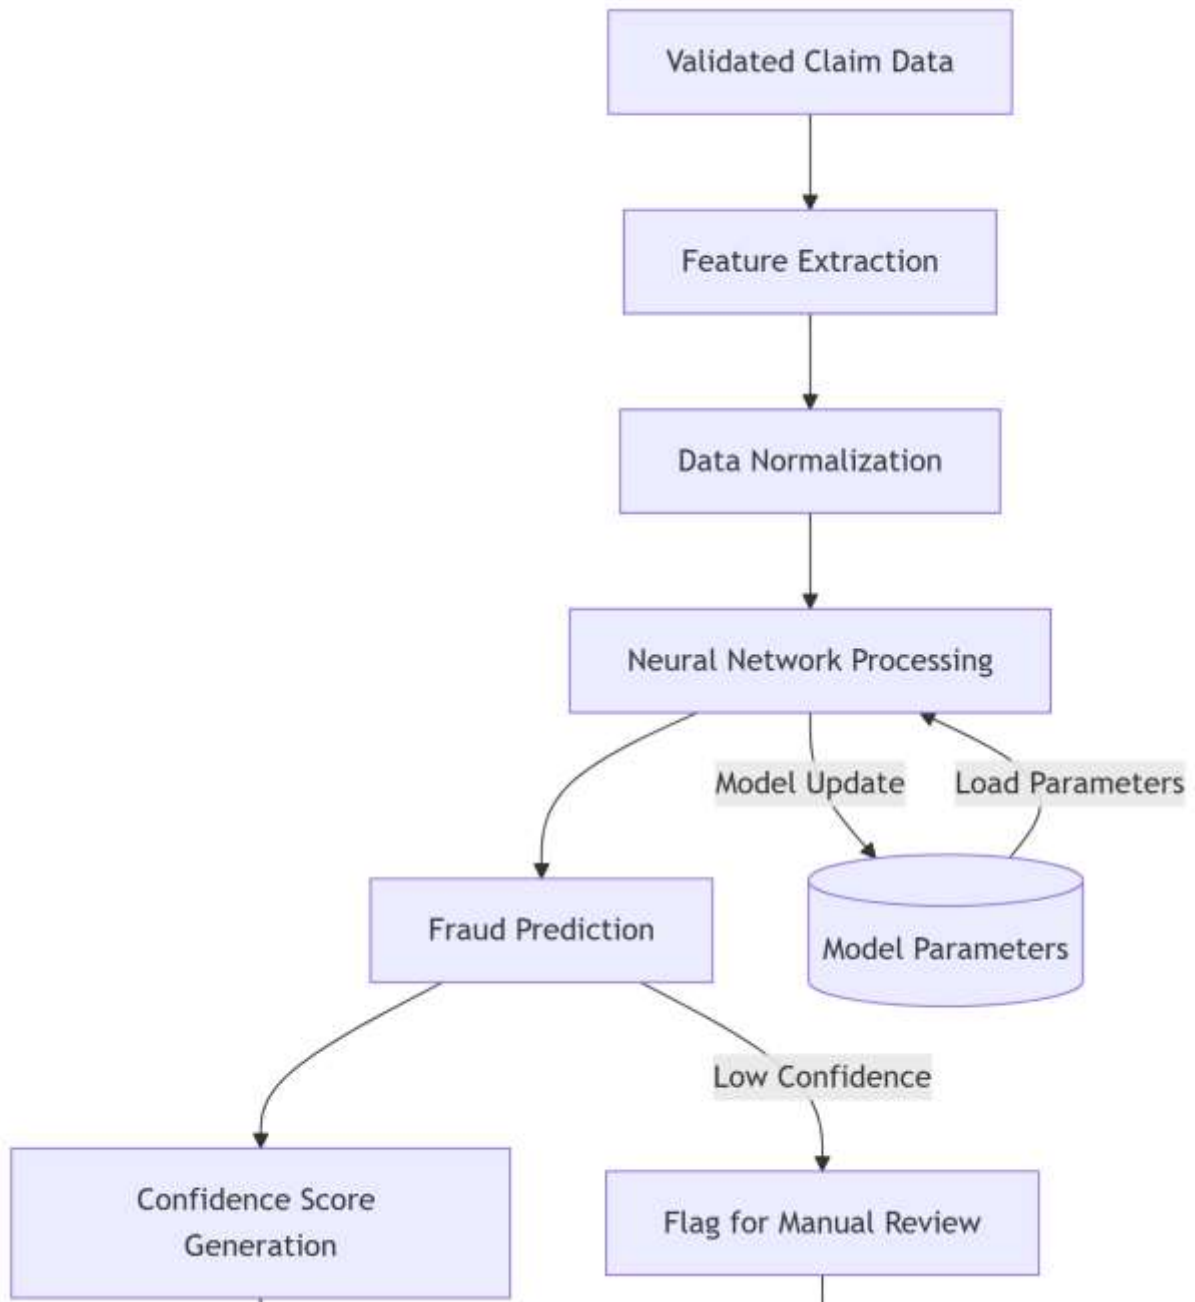 Validated Claim Data
Feature Extraction
Data Normalization
Neural Network Processing
Model Update
Load Parameters
Fraud Prediction
Model Parameters
Low Confidence
Confidence Score
Generation
Flag for Manual Review